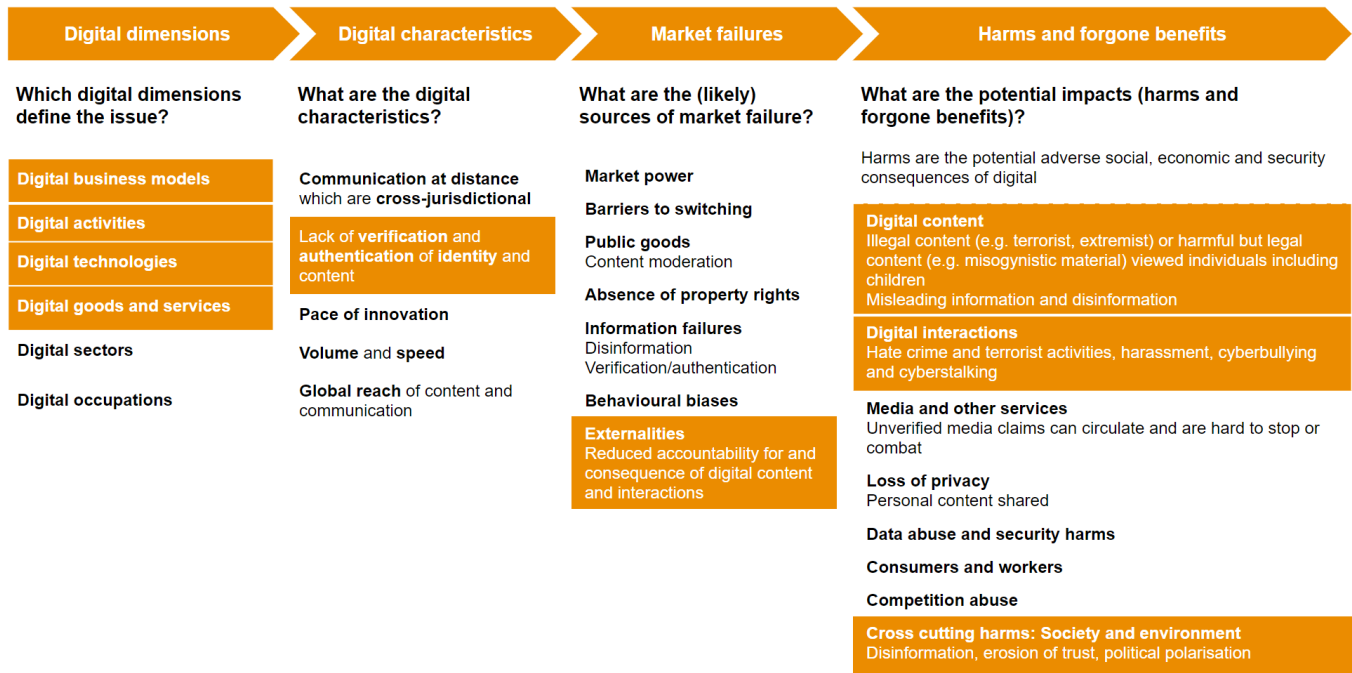 Digital dimensions
Digital characteristics
Market failures
Harms and forgone benefits
Which digital dimensions
define the issue?
Digital business models
Digital activities
Digital technologies
Digital goods and services
Digital sectors
Digital occupations
What are the digital
characteristics?
Communication at distance
which are cross-jurisdictional
Lack of verification and
authentication of identity and
content
Pace of innovation
Volume and speed
Global reach of content and
communication
What are the (likely)
sources of market failure?
Market power
Barriers to switching
Public goods
Content moderation
Absence of property rights
Information failures
Disinformation
Verification/authentication
Behavioural biases
Externalities
Reduced accountability for and
consequence of digital content
and interactions
What are the potential impacts (harms and
forgone benefits)?
Harms are the potential adverse social, economic and security
consequences of digital
Digital content
Illegal content (e.g. terrorist, extremist) or harmful but legal
content (e.g. misogynistic material) viewed individuals including
children
Misleading information and disinformation
Digital interactions
Hate crime and terrorist activities, harassment, cyberbullying
and cyberstalking
Media and other services
Unverified media claims can circulate and are hard to stop or
combat
Loss of privacy
Personal content shared
Data abuse and security harms
Consumers and workers
Competition abuse
Cross cutting harms: Society and environment
Disinformation, erosion of trust, political polarisation